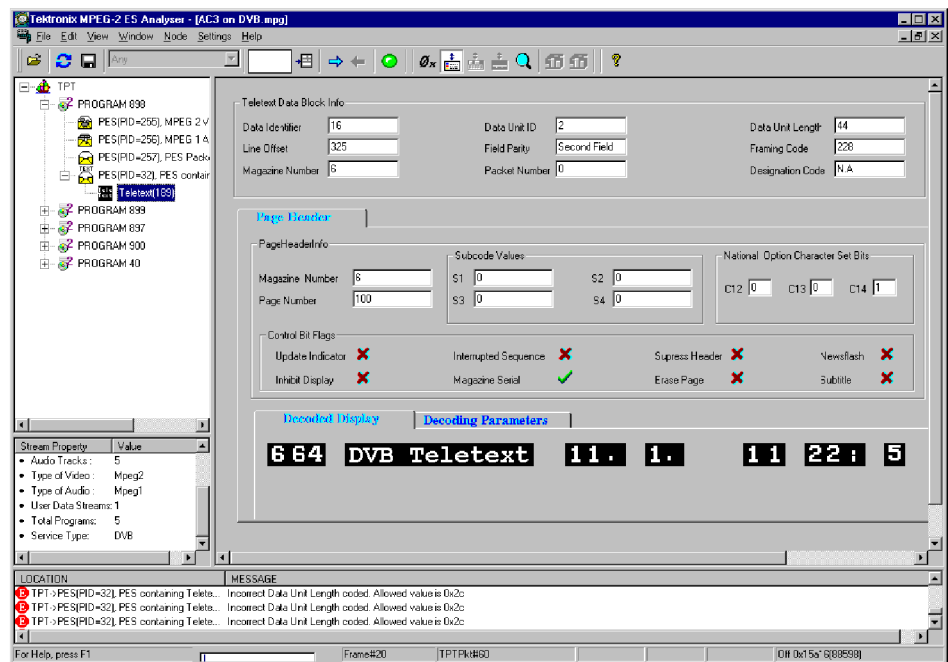 Tektronix MPEG-2 ES Analyser - [AC3 on DVB.mpg]
File Edit View Window Node Settings Help
Any
TPT
PROGRAM 898
PES(PID=255), MPEG 2 V
PES(PID=256), MPEG 1 A
PES(PID=257), PES Pack
TEXT
PES(PID=32), PES contair
Teletext(189)
PROGRAM 899
PROGRAM 897
PROGRAM 900
PROGRAM 40
Teletext Data Block Info
Data Identifier 16 Data Unit ID 2 Data Unit Length 44
Line Offset 325 Field Parity Second Field Framing Code 228
Magazine Number 6 Packet Number 0 Designation Code N.A
Page Header
PageHeaderInfo
Subcode Values
National Option Character Set Bits
Magazine Number 6 S1 0 S2 0
C12 0 C13 0 C14 1
Page Number 100 S3 0 S4 0
Control Bit Flags
Update Indicator Interrupted Sequence Supress Header Newsflash
Inhibit Display Magazine Serial Erase Page Subtitle
Decoded Display Decoding Parameters
664 DVB Teletext 11. 1. 11 22: 5
Stream Property Value
Audio Tracks : 5
Type of Video : Mpeg2
Type of Audio : Mpeg1
User Data Streams: 1
Total Programs: 5
Service Type: DVB
LOCATION MESSAGE
TPT->PES(PID=32), PES containing Telete... Incorrect Data Unit Length coded. Allowed value is 0x2c
TPT->PES(PID=32), PES containing Telete... Incorrect Data Unit Length coded. Allowed value is 0x2c
TPT->PES(PID=32), PES containing Telete... Incorrect Data Unit Length coded. Allowed value is 0x2c
For Help, press F1 Frame#20 TPTPkt#60 Off 0x15a16(88598)